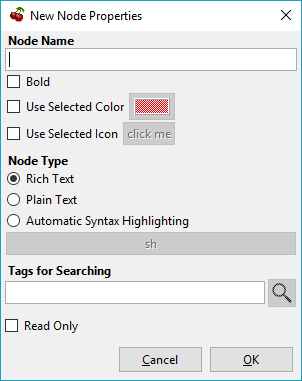 New Node Properties
Node Name
Bold
Use Selected Color
Use Selected Icon click me
Node Type
Rich Text
Plain Text
Automatic Syntax Highlighting
sh
Tags for Searching
Read Only
Cancel OK